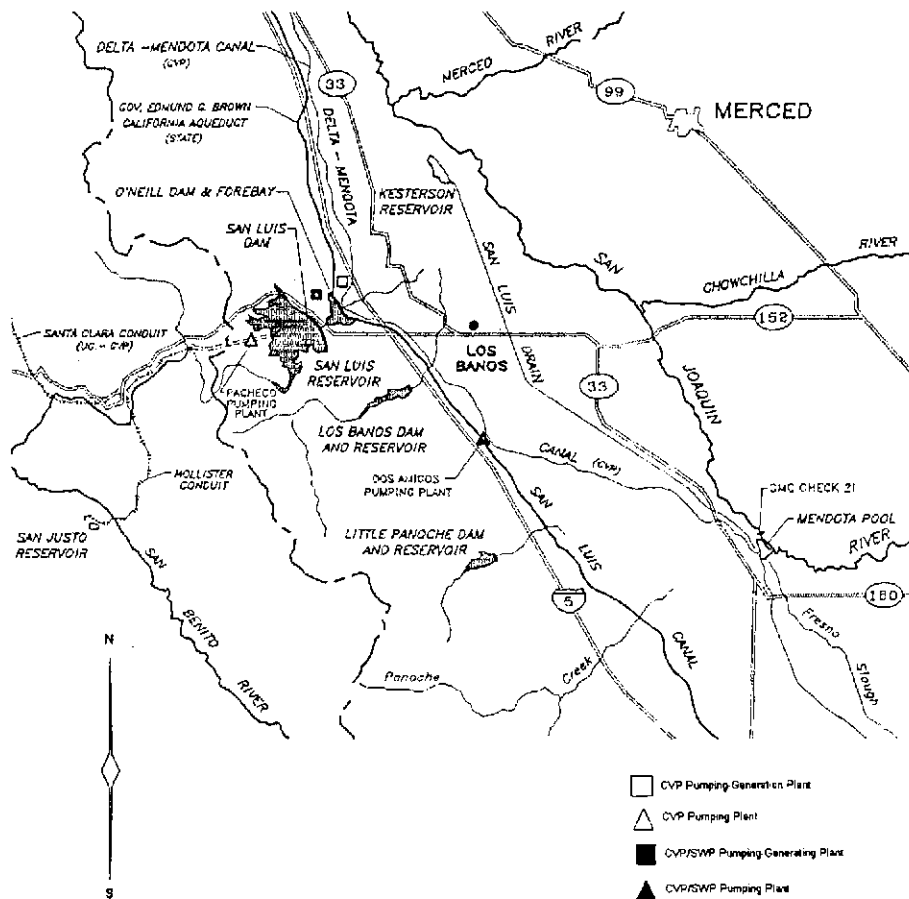 DELTA-MENDOTA CANAL
(CVP)
GOV. EDMUND G. BROWN
CALIFORNIA AQUEDUCT
(STATE)
O'NEILL DAM & FOREBAY
SAN LUIS
DAM
33
DELTA - MENDOTA
KESTERSON
RESERVOIR
MERCED RIVER
99
MERCED
SAN LUIS DRAIN
SAN JOAQUIN RIVER
CHOWCHILLA RIVER
152
SANTA CLARA CONDUIT
(UG.- CVP)
PACHECO
PUMPING
PLANT
SAN LUIS
RESERVOIR
LOS
BANOS
33
LOS BANOS DAM
AND RESERVOIR
CANAL (CVP)
DOS AMIGOS
PUMPING PLANT
HOLLISTER
CONDUIT
SAN JUSTO
RESERVOIR
LITTLE PANOCHE DAM
AND RESERVOIR
DMC CHECK 21
MENDOTA POOL
180
SAN BENITO RIVER
SAN LUIS CANAL
5
Panoche Creek
Fresno Slough
N
S
CVP Pumping-Generation Plant
CVP Pumping Plant
CVP/SWP Pumping-Generating Plant
CVP/SWP Pumping Plant